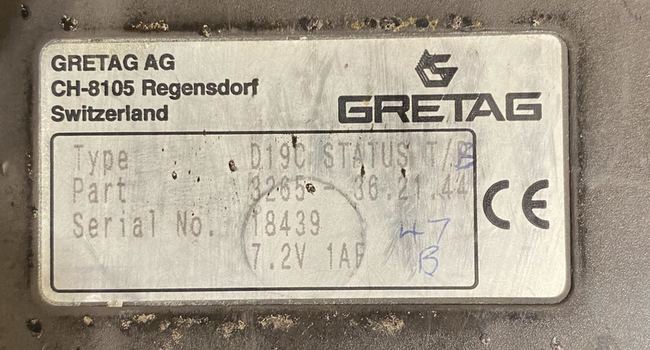 GRETAG AG
CH-8105 Regensdorf
Switzerland
GRETAG
Type D19C STATUS T/B
Part 3265 - 36.21.44
Serial No. 18439
7.2V 1AF
47
B
CE